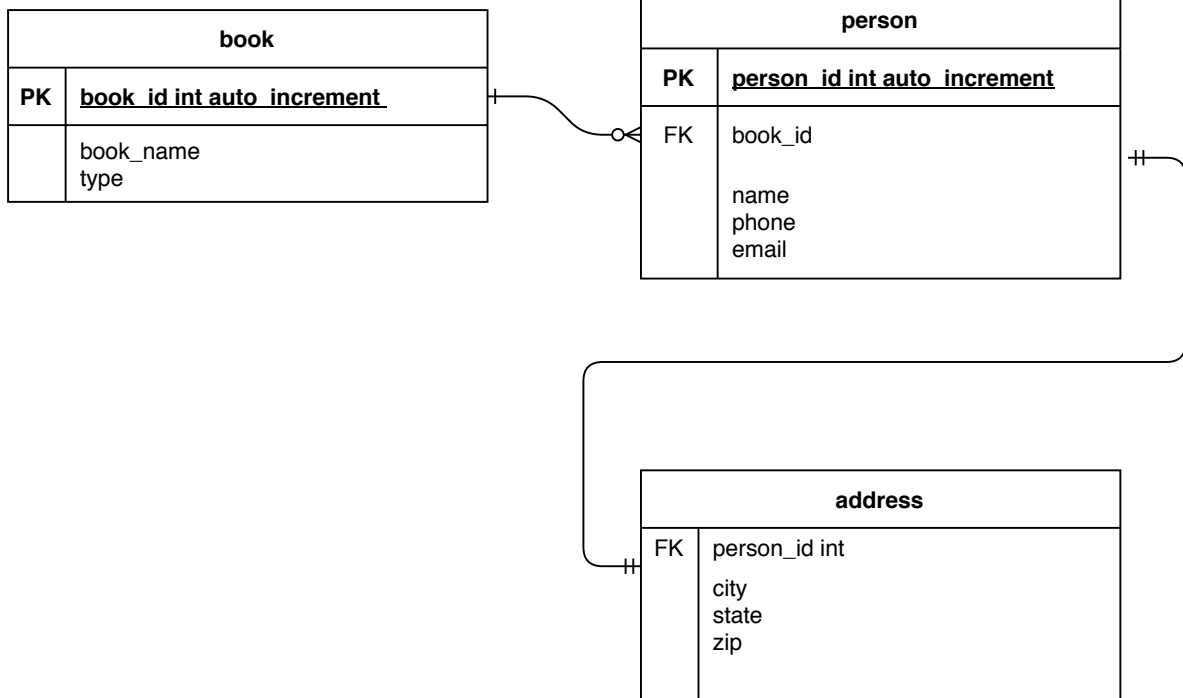 book
PK book_id int auto_increment
book_name
type
person
PK person_id int auto_increment
FK book_id
name
phone
email
address
FK person_id int
city
state
zip